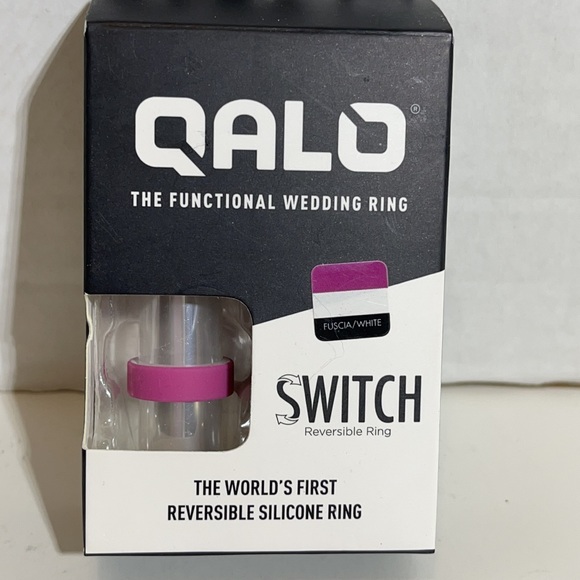 QALO®
THE FUNCTIONAL WEDDING RING
FUSCIA/WHITE
SWITCH
Reversible Ring
THE WORLD'S FIRST
REVERSIBLE SILICONE RING